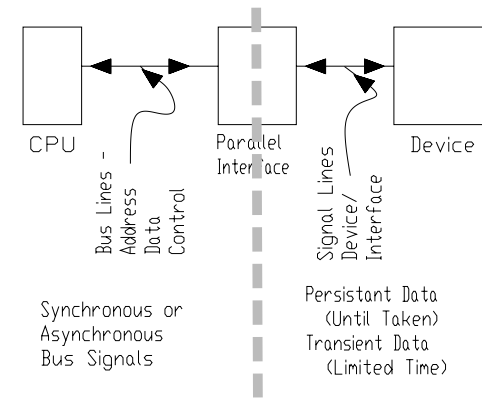 CPU
Parallel
Interface
Device
Bus Lines -
Address
Data
Control
Signal Lines
Device/
Interface
Synchronous or
Asynchronous
Bus Signals
Persistant Data
(Until Taken)
Transient Data
(Limited Time)